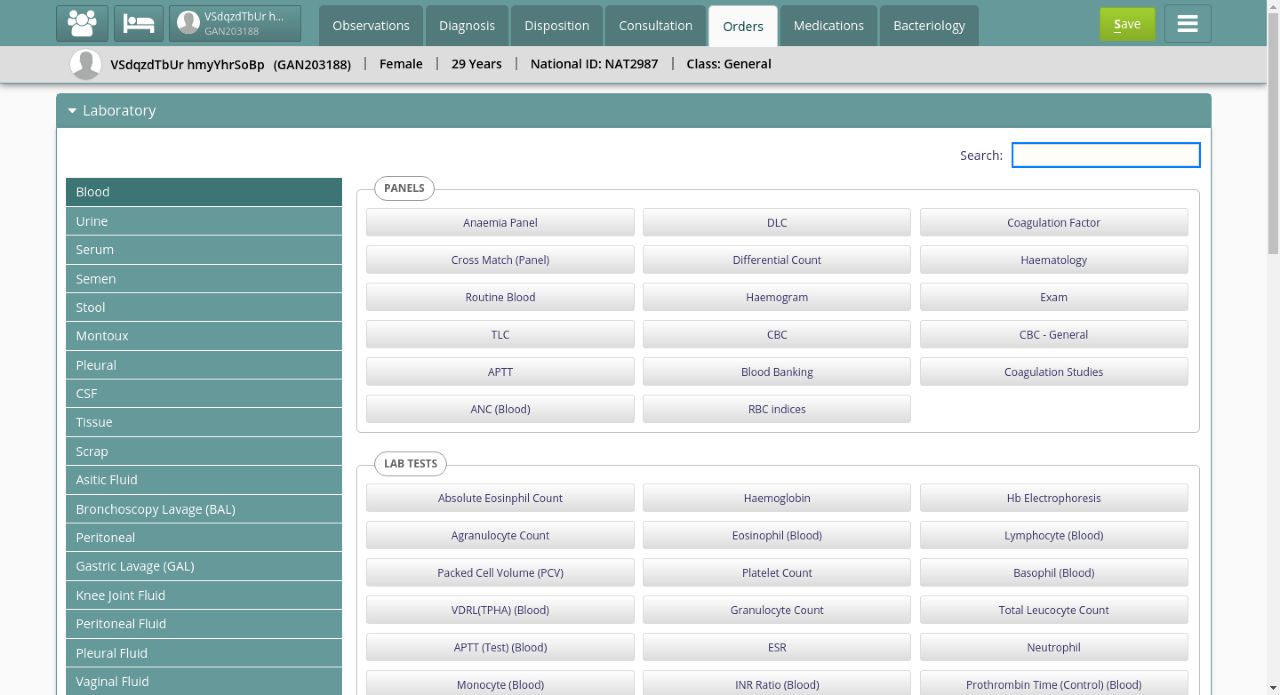 VSdqzdTbUr h...
GAN203188
Observations
Diagnosis
Disposition
Consultation
Orders
Medications
Bacteriology
Save
VSdqzdTbUr hmyYhrSoBp (GAN203188) | Female | 29 Years | National ID: NAT2987 | Class: General
Laboratory
Search:
Blood
Urine
Serum
Semen
Stool
Montoux
Pleural
CSF
Tissue
Scrap
Asitic Fluid
Bronchoscopy Lavage (BAL)
Peritoneal
Gastric Lavage (GAL)
Knee Joint Fluid
Peritoneal Fluid
Pleural Fluid
Vaginal Fluid
PANELS
Anaemia Panel
DLC
Coagulation Factor
Cross Match (Panel)
Differential Count
Haematology
Routine Blood
Haemogram
Exam
TLC
CBC
CBC - General
APTT
Blood Banking
Coagulation Studies
ANC (Blood)
RBC indices
LAB TESTS
Absolute Eosinphil Count
Haemoglobin
Hb Electrophoresis
Agranulocyte Count
Eosinophil (Blood)
Lymphocyte (Blood)
Packed Cell Volume (PCV)
Platelet Count
Basophil (Blood)
VDRL(TPHA) (Blood)
Granulocyte Count
Total Leucocyte Count
APTT (Test) (Blood)
ESR
Neutrophil
Monocyte (Blood)
INR Ratio (Blood)
Prothrombin Time (Control) (Blood)